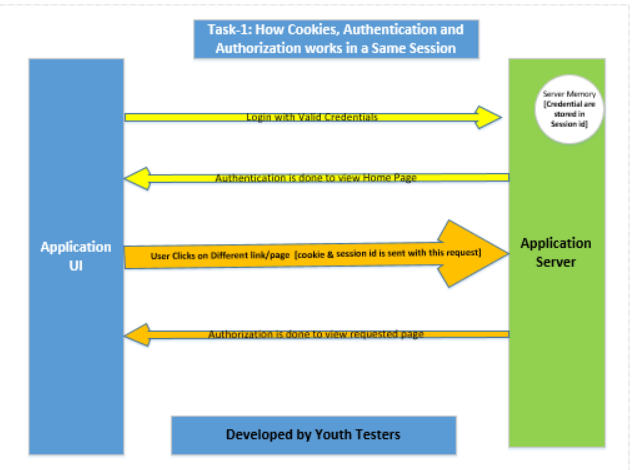 Task-1: How Cookies, Authentication and
Authorization works in a Same Session
Server Memory
[Credential are
stored in
Session id]
Login with Valid Credentials
Authentication is done to view Home Page
Application
UI
User Clicks on Different link/page [cookie & session id is sent with this request]
Application
Server
Authorization is done to view requested page
Developed by Youth Testers